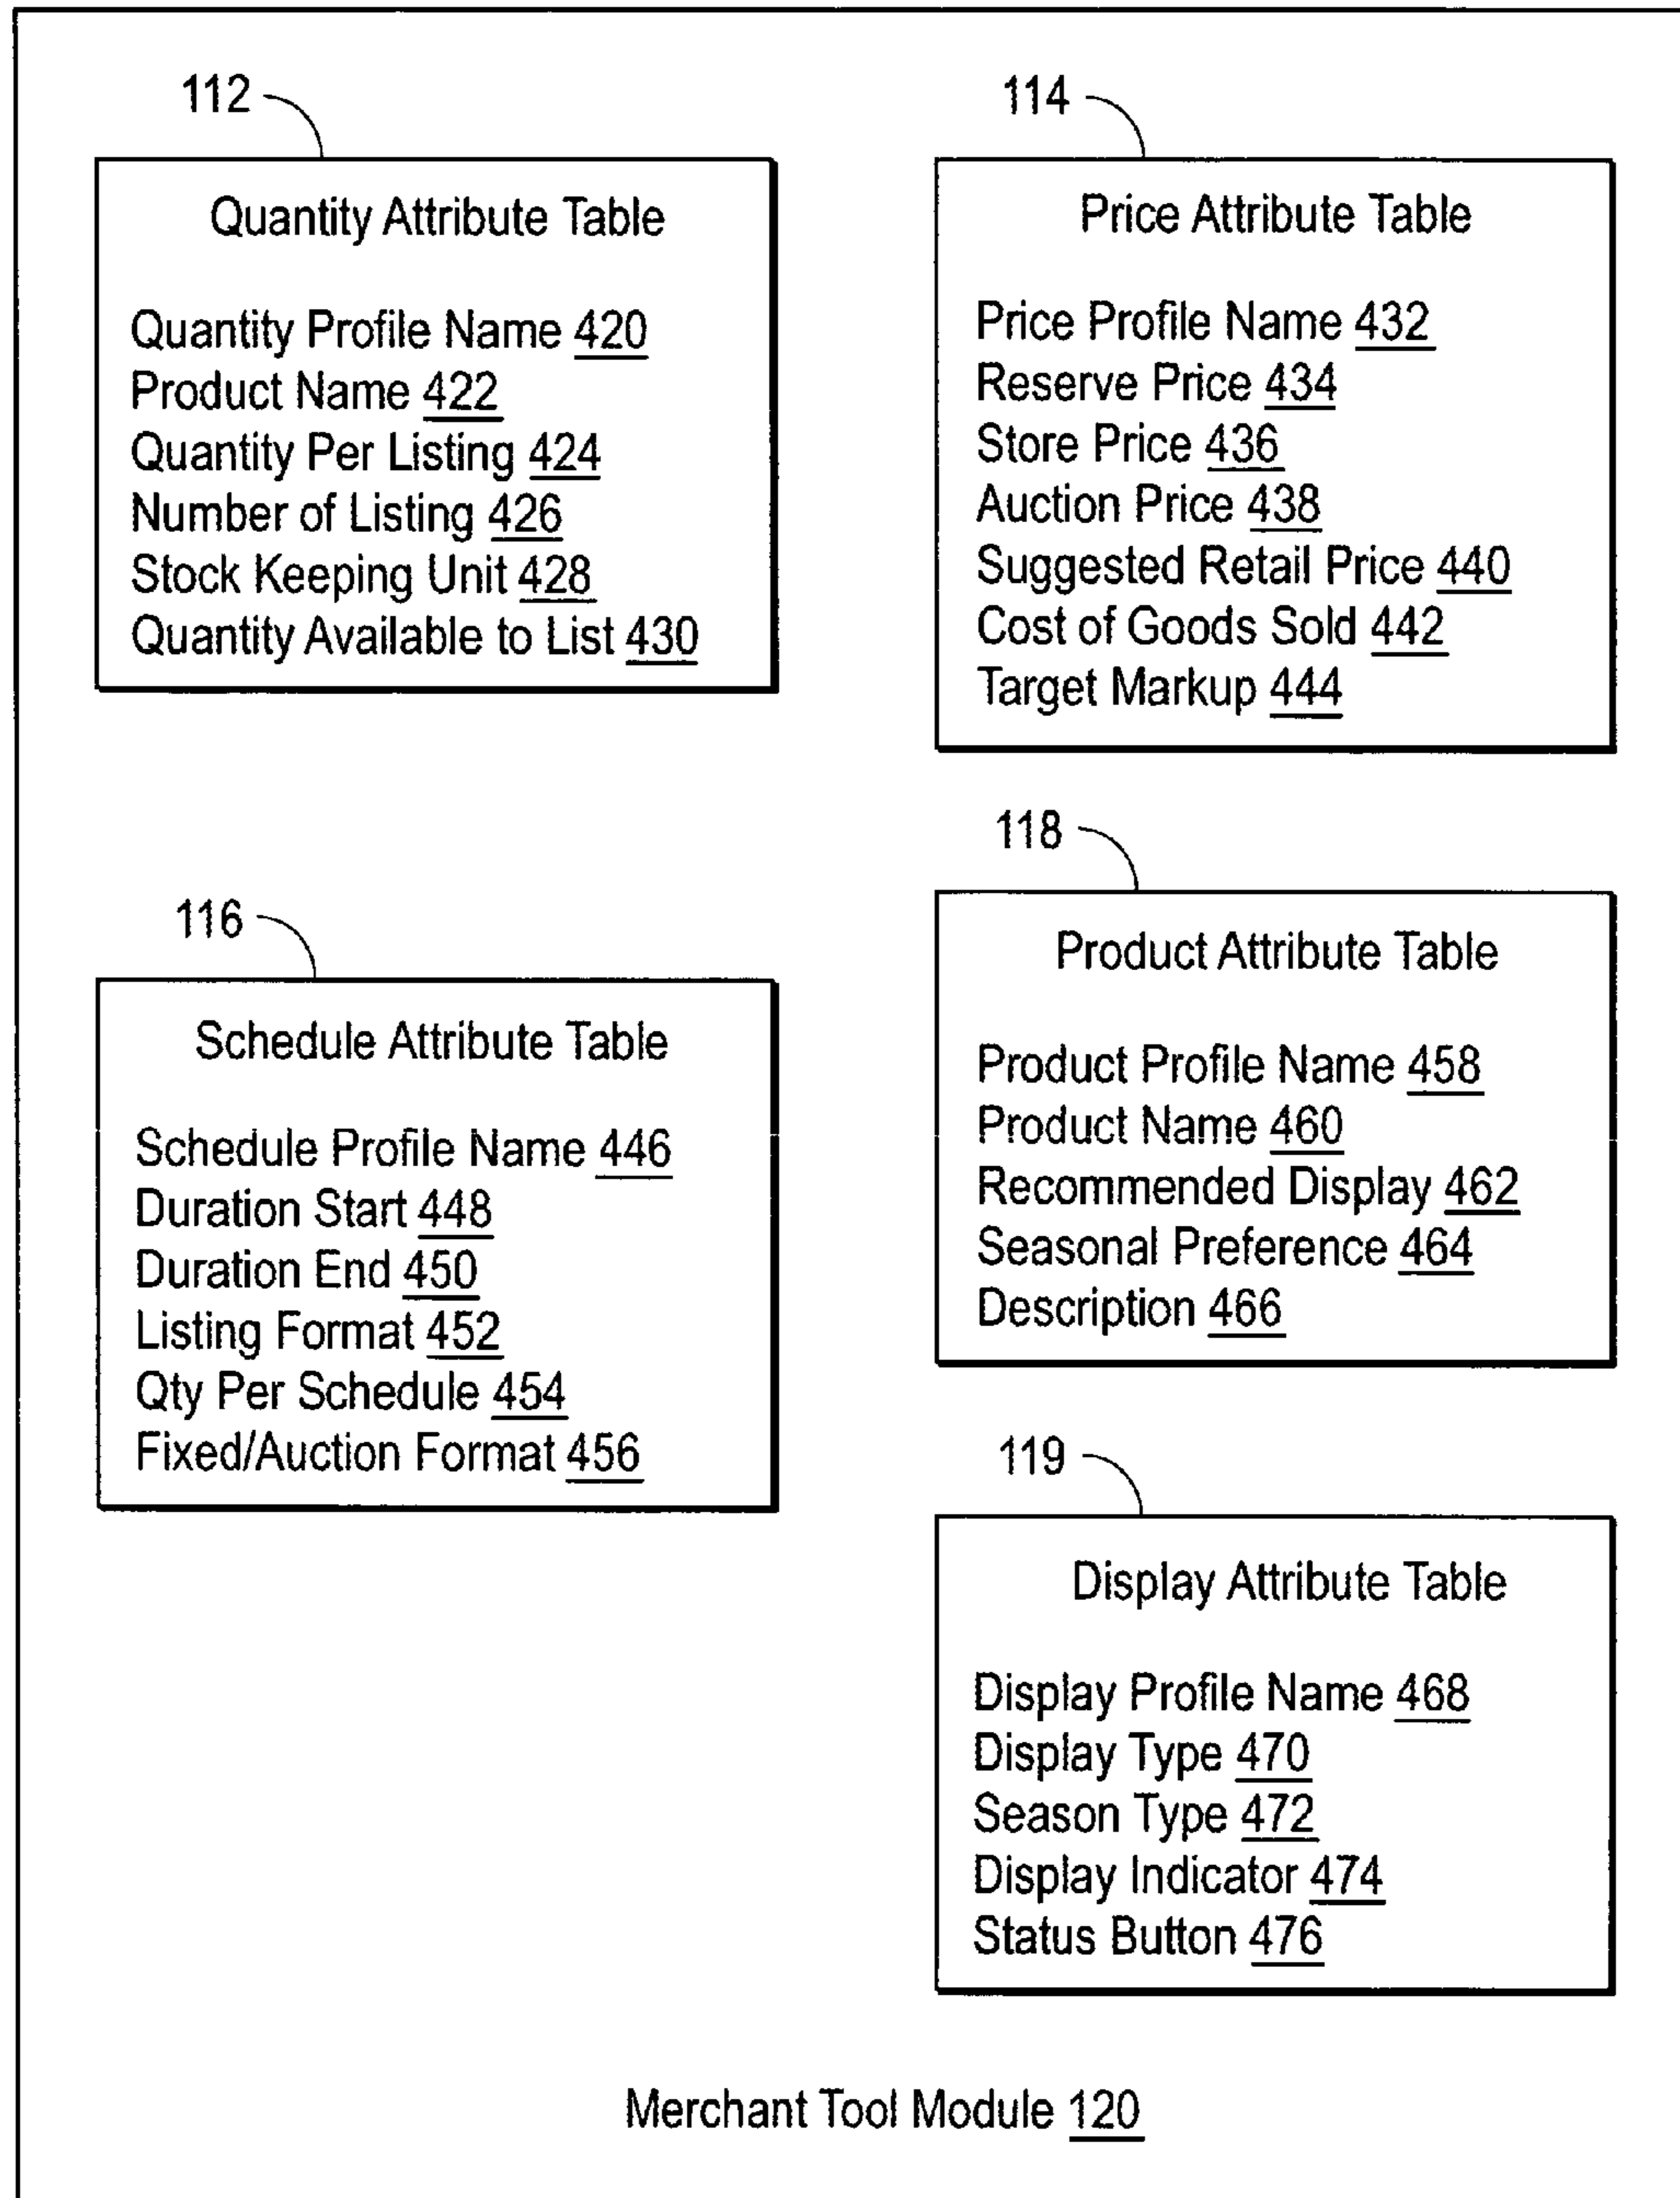 112
Quantity Attribute Table
Quantity Profile Name 420
Product Name 422
Quantity Per Listing 424
Number of Listing 426
Stock Keeping Unit 428
Quantity Available to List 430
114
Price Attribute Table
Price Profile Name 432
Reserve Price 434
Store Price 436
Auction Price 438
Suggested Retail Price 440
Cost of Goods Sold 442
Target Markup 444
116
Schedule Attribute Table
Schedule Profile Name 446
Duration Start 448
Duration End 450
Listing Format 452
Qty Per Schedule 454
Fixed/Auction Format 456
118
Product Attribute Table
Product Profile Name 458
Product Name 460
Recommended Display 462
Seasonal Preference 464
Description 466
119
Display Attribute Table
Display Profile Name 468
Display Type 470
Season Type 472
Display Indicator 474
Status Button 476
Merchant Tool Module 120